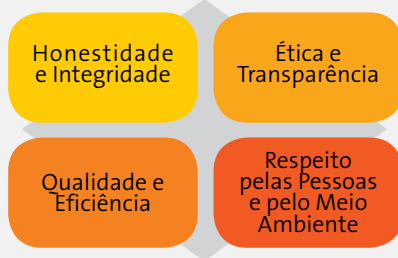 Honestidade
e Integridade
Ética e
Transparência
Qualidade e
Eficiência
Respeito
pelas Pessoas
e pelo Meio
Ambiente